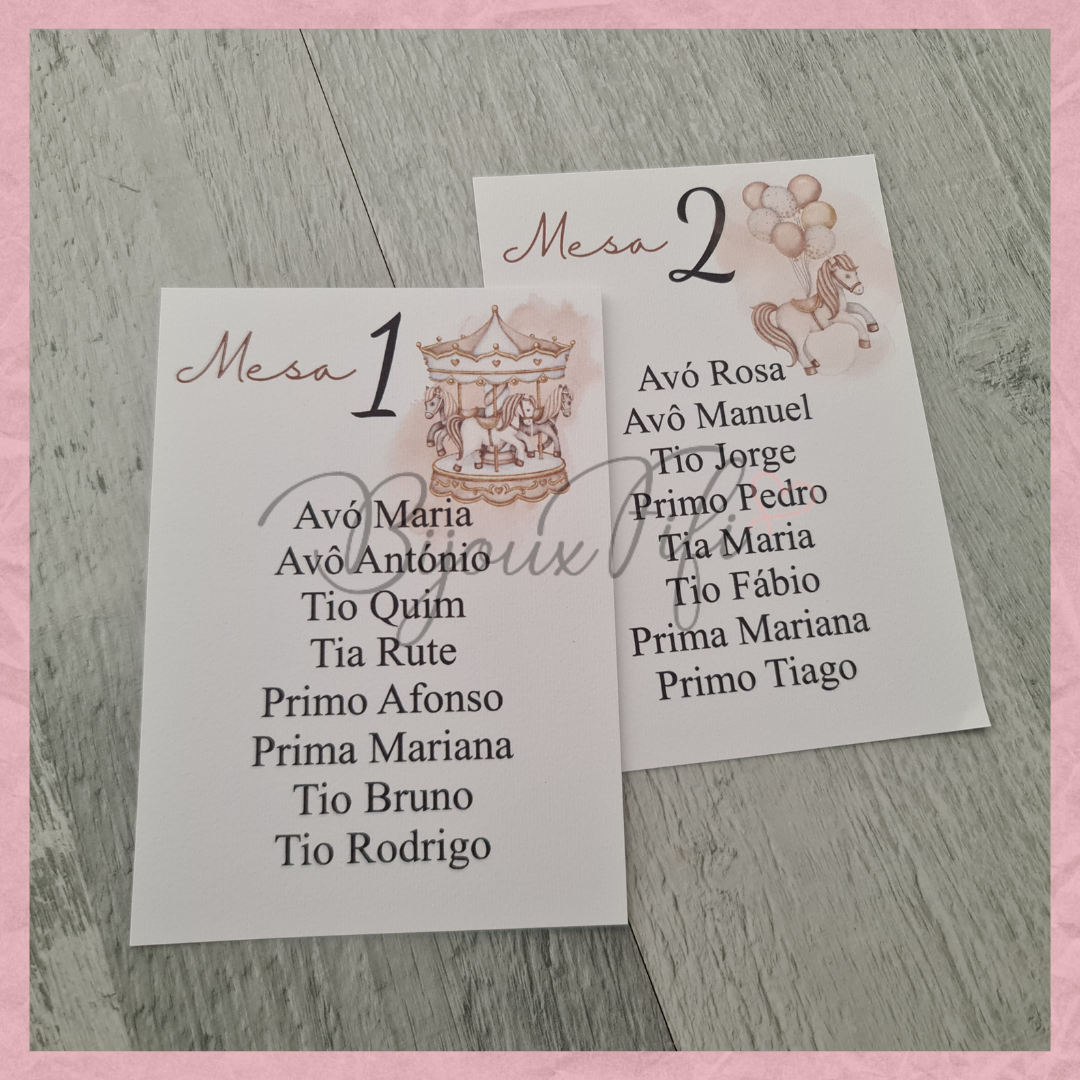 Mesa 1
Avó Maria
Avô António
Tio Quim
Tia Rute
Primo Afonso
Prima Mariana
Tio Bruno
Tio Rodrigo
Mesa 2
Avó Rosa
Avô Manuel
Tio Jorge
Primo Pedro
Tia Maria
Tio Fábio
Prima Mariana
Primo Tiago
Bijoux Fifi